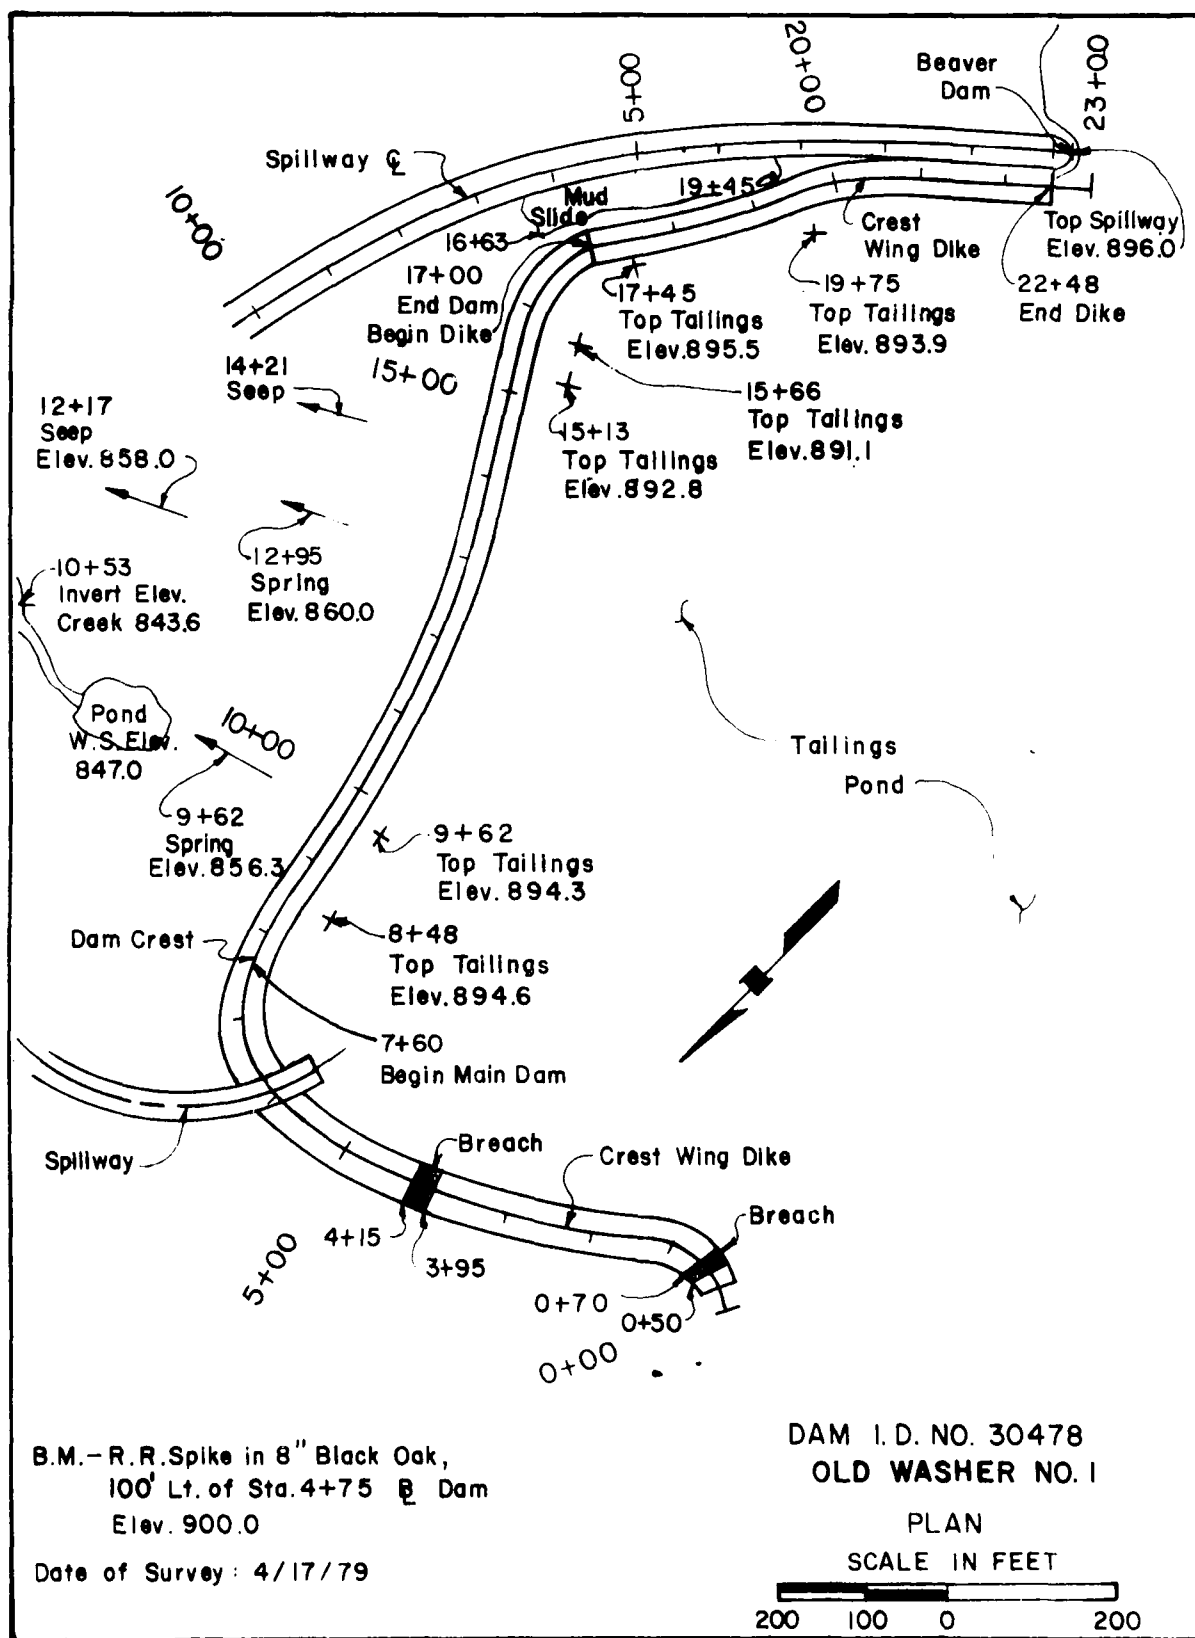 20+00
5+00
Beaver
Dam
23+00
Spillway ℄
10+00
Mud
Slide
19+45
16+63
Crest
Wing Dike
Top Spillway
Elev. 896.0
17+00
End Dam
Begin Dike
17+45
Top Tailings
Elev. 895.5
19+75
Top Tailings
Elev. 893.9
22+48
End Dike
14+21
Seep
15+00
12+17
Seep
Elev. 858.0
15+66
Top Tailings
Elev. 891.1
15+13
Top Tailings
Elev. 892.8
12+95
Spring
Elev. 860.0
10+53
Invert Elev.
Creek 843.6
Pond
W.S. Elev.
847.0
10+00
Tailings
Pond
9+62
Spring
Elev. 856.3
9+62
Top Tailings
Elev. 894.3
Dam Crest
8+48
Top Tailings
Elev. 894.6
7+60
Begin Main Dam
Spillway
Breach
Crest Wing Dike
Breach
4+15
3+95
5+00
0+70
0+50
0+00
B.M.- R.R. Spike in 8" Black Oak,
100' Lt. of Sta. 4+75 ℄ Dam
Elev. 900.0
Date of Survey: 4/17/79
DAM I.D. NO. 30478
OLD WASHER NO. 1
PLAN
SCALE IN FEET
200 100 0 200